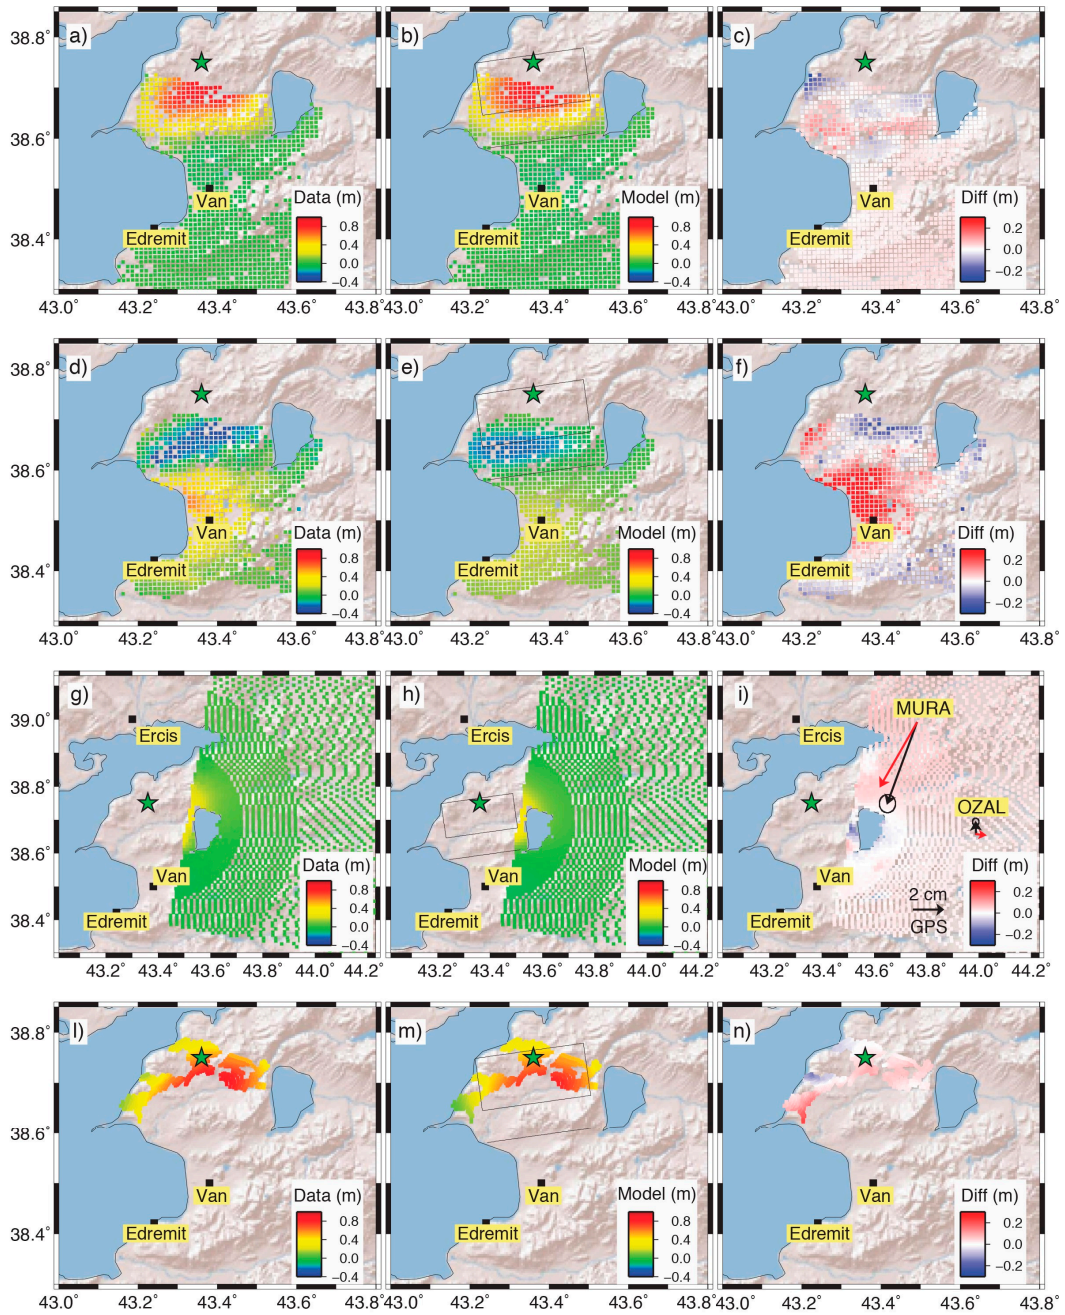 a)
b)
c)
38.8°
38.6°
38.4°
Van
Edremit
Data (m)
0.8
0.4
0.0
−0.4
Van
Edremit
Model (m)
0.8
0.4
0.0
−0.4
Van
Edremit
Diff (m)
0.2
0.0
−0.2
43.0 43.2 43.4 43.6 43.8
43.0 43.2 43.4 43.6 43.8
43.0 43.2 43.4 43.6 43.8°
d)
e)
f)
38.8°
38.6°
38.4°
Van
Edremit
Data (m)
0.8
0.4
0.0
−0.4
Van
Edremit
Model (m)
0.8
0.4
0.0
−0.4
Van
Edremit
Diff (m)
0.2
0.0
−0.2
43.0 43.2 43.4 43.6
43.0 43.2 43.4 43.6
43.0 43.2 43.4 43.6 43.8°
g)
h)
i)
39.0°
38.8°
38.6°
38.4°
Ercis
Van
Edremit
Data (m)
0.8
0.4
0.0
−0.4
Ercis
Van
Edremit
Model (m)
0.8
0.4
0.0
−0.4
MURA
Ercis
OZAL
Van
Edremit
2 cm
GPS
Diff (m)
0.2
0.0
−0.2
43.2 43.4 43.6 43.8 44.0 44.2
43.2 43.4 43.6 43.8 44.0 44.2
43.2 43.4 43.6 43.8 44.0 44.2°
l)
m)
n)
38.8°
38.6°
38.4°
Van
Edremit
Data (m)
0.8
0.4
0.0
−0.4
Van
Edremit
Model (m)
0.8
0.4
0.0
−0.4
Van
Edremit
Diff (m)
0.2
0.0
−0.2
43.0 43.2 43.4 43.6 43.8
43.0 43.2 43.4 43.6 43.8
43.0 43.2 43.4 43.6 43.8°